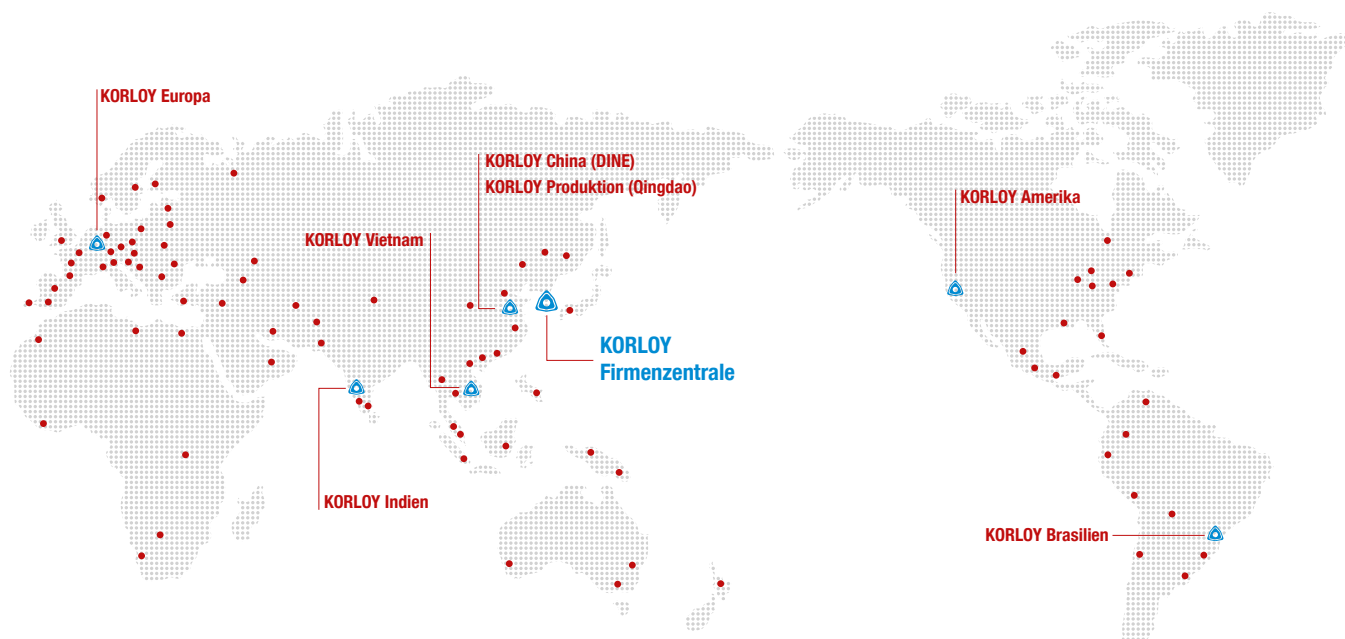 KORLOY Europa
KORLOY China (DINE)
KORLOY Produktion (Qingdao)
KORLOY Amerika
KORLOY Vietnam
KORLOY
Firmenzentrale
KORLOY Indien
KORLOY Brasilien